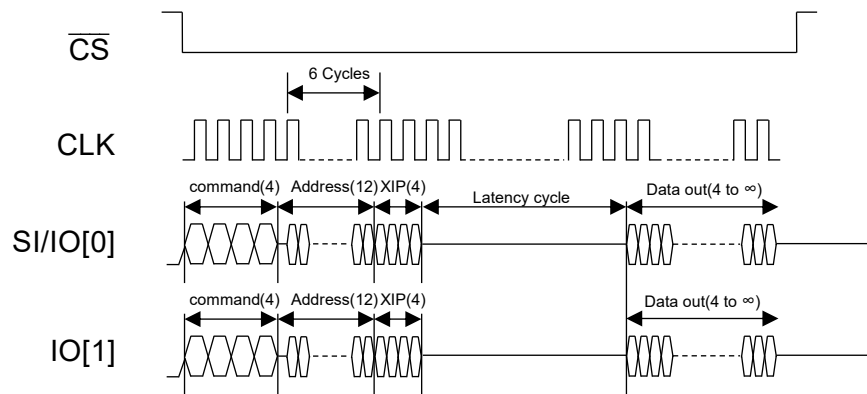 CS
6 Cycles
CLK
command(4) Address(12) XIP(4) Latency cycle Data out(4 to ∞)
SI/IO[0]
command(4) Address(12) XIP(4) Data out(4 to ∞)
IO[1]